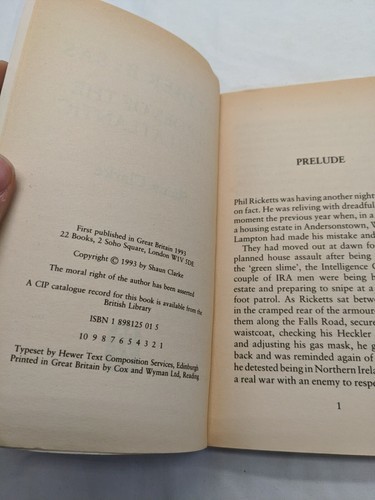 First published in Great Britain 1993
22 Books, 2 Soho Square, London W1V 5DE
Copyright © 1993 by Shaun Clarke
The moral right of the author has been asserted
A CIP catalogue record for this book is available from the
British Library
ISBN 1 898125 01 5
10 9 8 7 6 5 4 3 2 1
Typeset by Hewer Text Composition Services, Edinburgh
Printed in Great Britain by Cox and Wyman Ltd, Reading
PRELUDE
Phil Ricketts was having another night
on fact. He was reliving with dreadful
moment the previous year when, in a
a housing estate in Andersonstown, W
Lampton had made his mistake and
They had moved out at dawn fo
planned house assault after being
the 'green slime', the Intelligence C
couple of IRA men were being h
estate and preparing to snipe at a
foot patrol. As Ricketts sat betwe
in the cramped rear of the armoure
them along the Falls Road, secure
waistcoat, checking his Heckler
and adjusting his gas mask, he g
back and was reminded again of
he detested being in Northern Irela
a real war with an enemy to respe
1